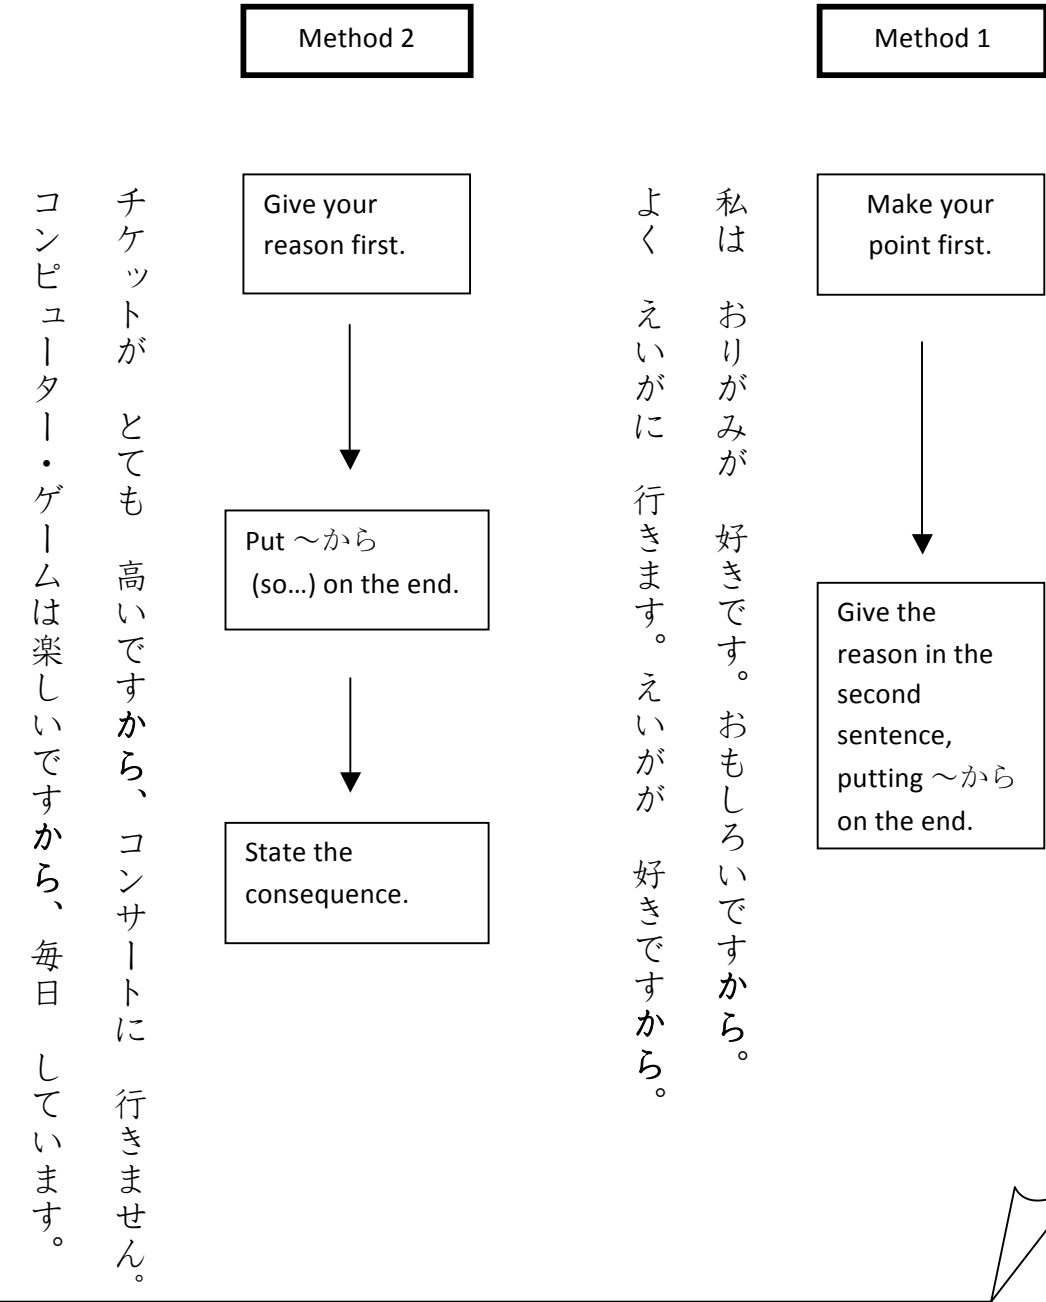 Method 1
Make your
point first.
Give the
reason in the
second
sentence,
putting ～から
on the end.
私は　おりがみが　好きです。おもしろいですから。
よく　えいがに　行きます。えいがが　好きですから。
Method 2
Give your
reason first.
Put ～から
(so…) on the end.
State the
consequence.
チケットが　とても　高いですから、コンサートに　行きません。
コンピューター・ゲームは楽しいですから、毎日　しています。